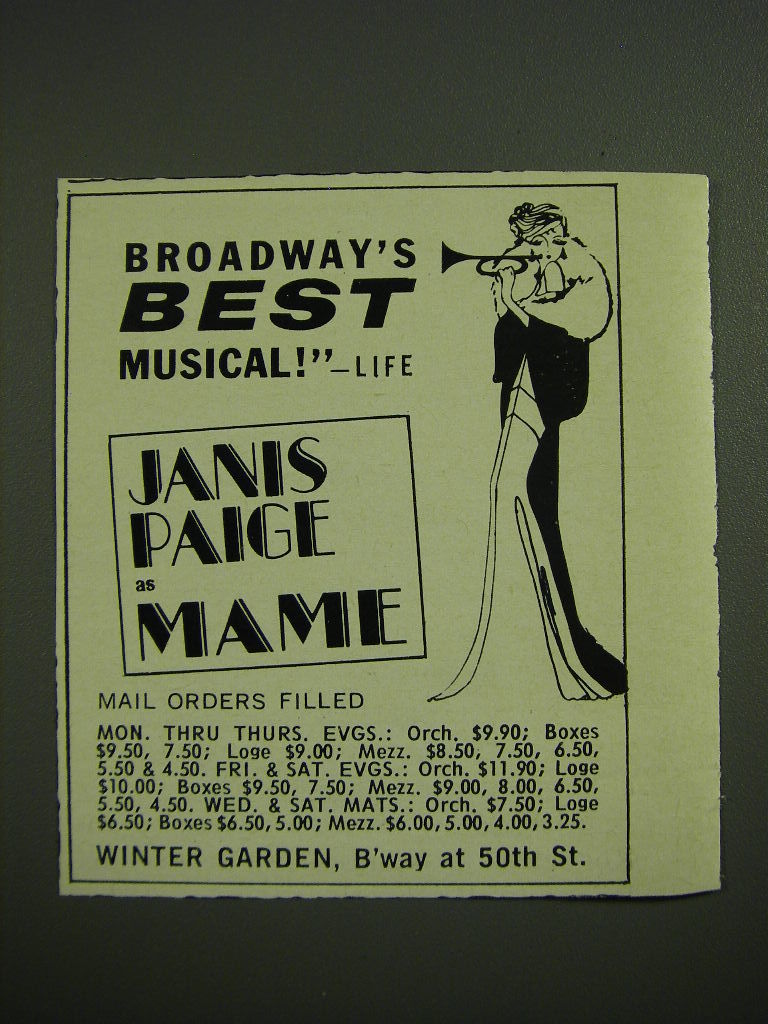 BROADWAY'S
BEST
MUSICAL!”—LIFE
JANIS
PAIGE
as
MAME
MAIL ORDERS FILLED
MON. THRU THURS. EVGS.: Orch. $9.90; Boxes
$9.50, 7.50; Loge $9.00; Mezz. $8.50, 7.50, 6.50,
5.50 & 4.50. FRI. & SAT. EVGS.: Orch. $11.90; Loge
$10.00; Boxes $9.50, 7.50; Mezz. $9.00, 8.00, 6.50,
5.50, 4.50. WED. & SAT. MATS.: Orch. $7.50; Loge
$6.50; Boxes $6.50, 5.00; Mezz. $6.00, 5.00, 4.00, 3.25.
WINTER GARDEN, B'way at 50th St.